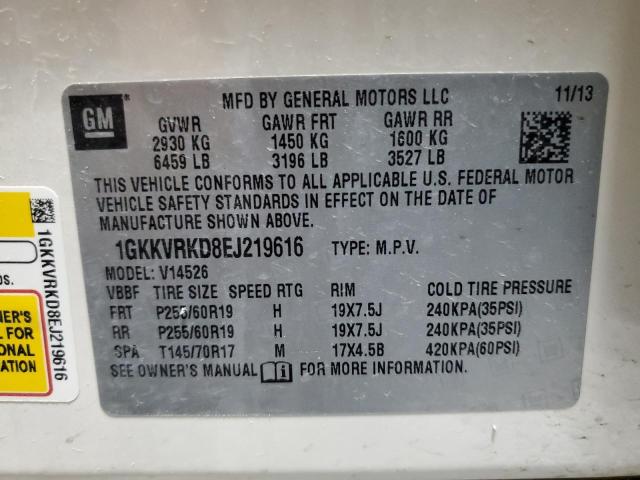 GM
MFD BY GENERAL MOTORS LLC 11/13
GVWR GAWR FRT GAWR RR
2930 KG 1450 KG 1600 KG
6459 LB 3196 LB 3527 LB
THIS VEHICLE CONFORMS TO ALL APPLICABLE U.S. FEDERAL MOTOR
VEHICLE SAFETY STANDARDS IN EFFECT ON THE DATE OF
MANUFACTURE SHOWN ABOVE.
1GKKVRKD8EJ219616 TYPE: M.P.V.
MODEL: V14526
VBBF TIRE SIZE SPEED RTG RIM COLD TIRE PRESSURE
FRT P255/60R19 H 19X7.5J 240KPA(35PSI)
RR P255/60R19 H 19X7.5J 240KPA(35PSI)
SPA T145/70R17 M 17X4.5B 420KPA(60PSI)
SEE OWNER'S MANUAL FOR MORE INFORMATION.
1GKKVRKD8EJ219616
FOR